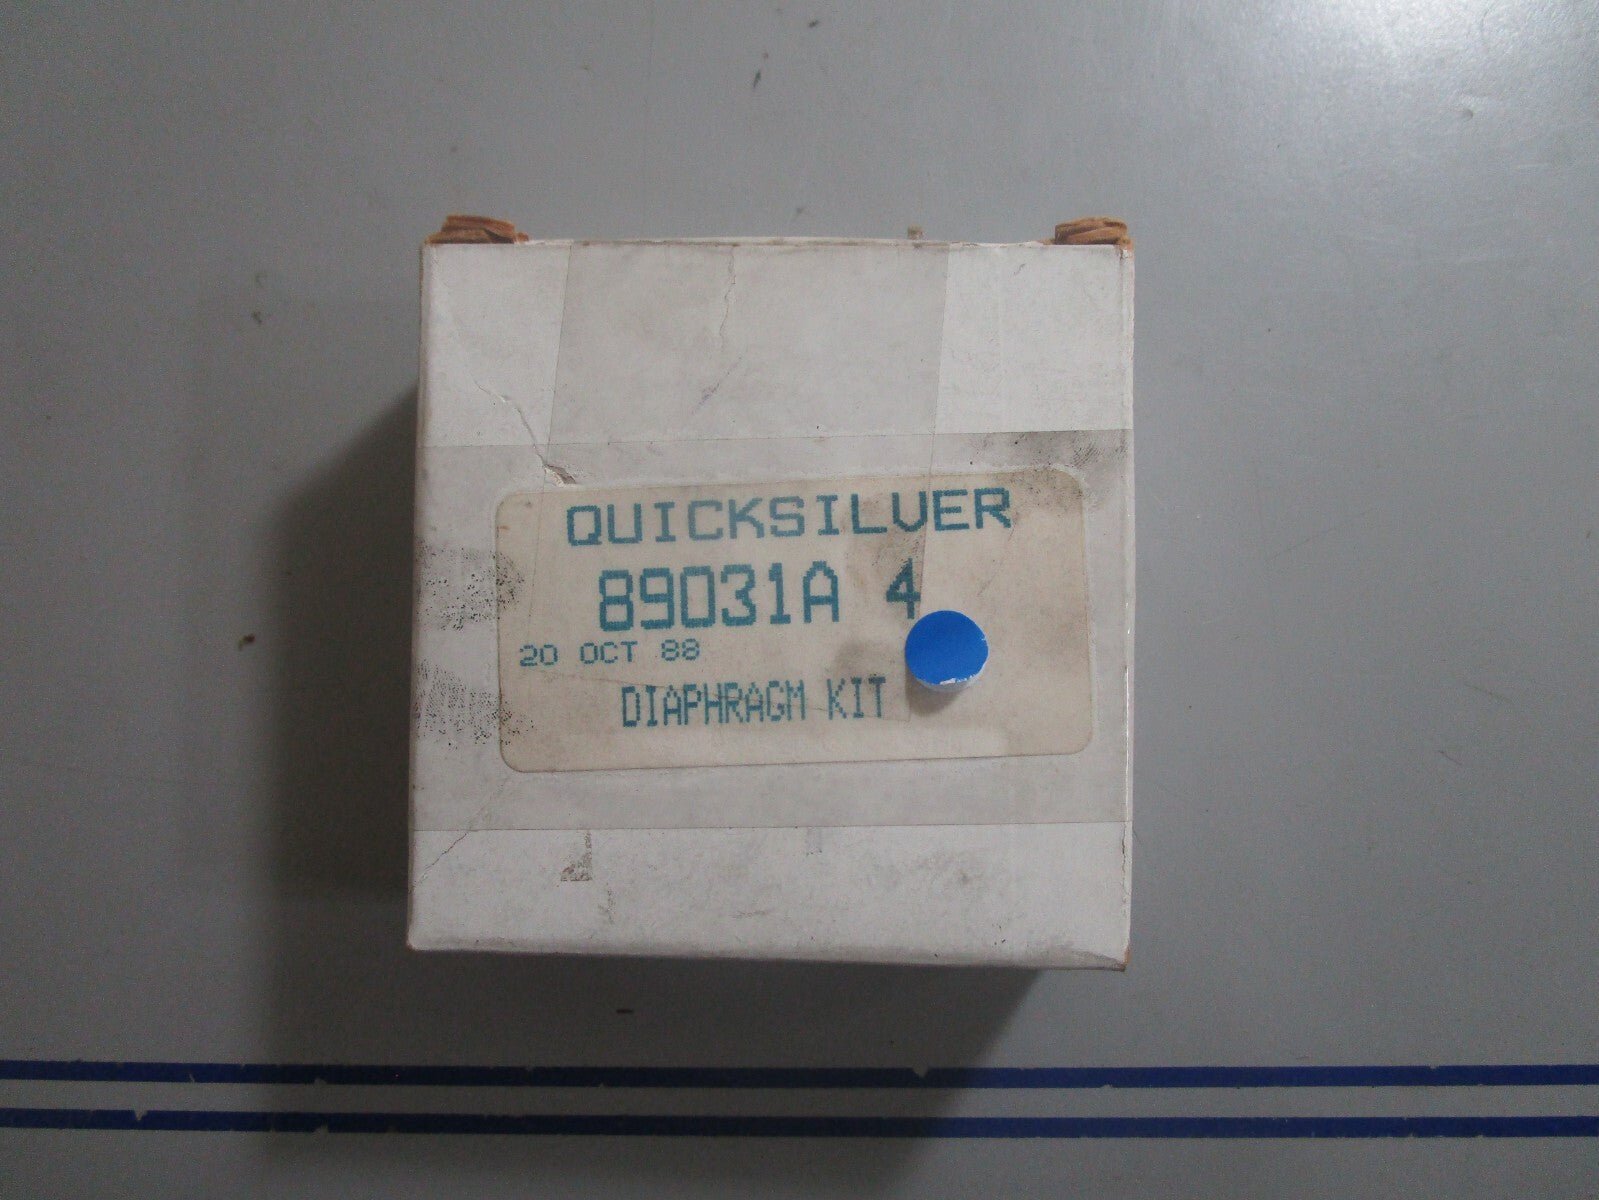 QUICKSILVER
89031A 4
20 OCT 88
DIAPHRAGM KIT